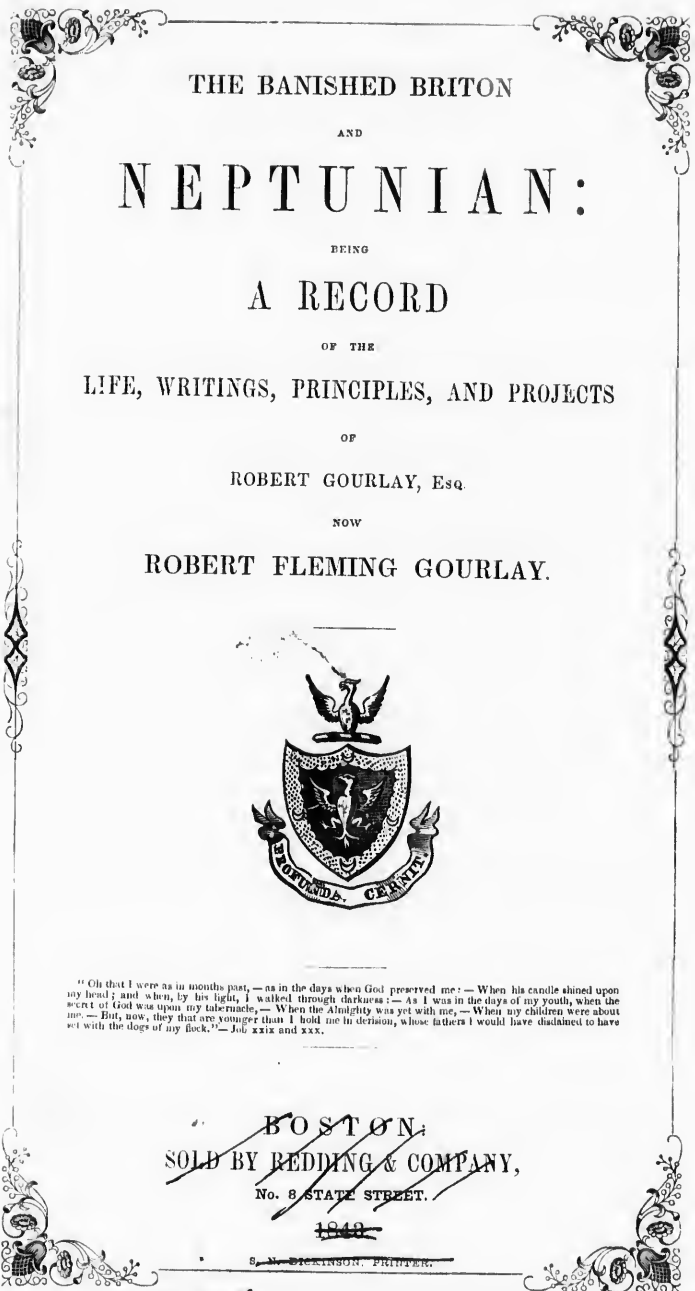 THE BANISHED BRITON
AND
NEPTUNIAN:
BEING
A RECORD
OF THE
LIFE, WRITINGS, PRINCIPLES, AND PROJECTS
OF
ROBERT GOURLAY, Esq.
NOW
ROBERT FLEMING GOURLAY.
PROFUNDA CERNIT.
"Oh that I were as in months past, — as in the days when God preserved me: — When his candle shined upon
my head; and when, by his light, I walked through darkness: — As I was in the days of my youth, when the
secret of God was upon my tabernacle, — When the Almighty was yet with me, — When my children were about
me. — But, now, they that are younger than I hold me in derision, whose fathers I would have disdained to have
set with the dogs of my flock." — Job xxix and xxx.
BOSTON:
SOLD BY REDDING & COMPANY,
No. 8 STATE STREET.
1843.
S. N. DICKINSON, PRINTER.